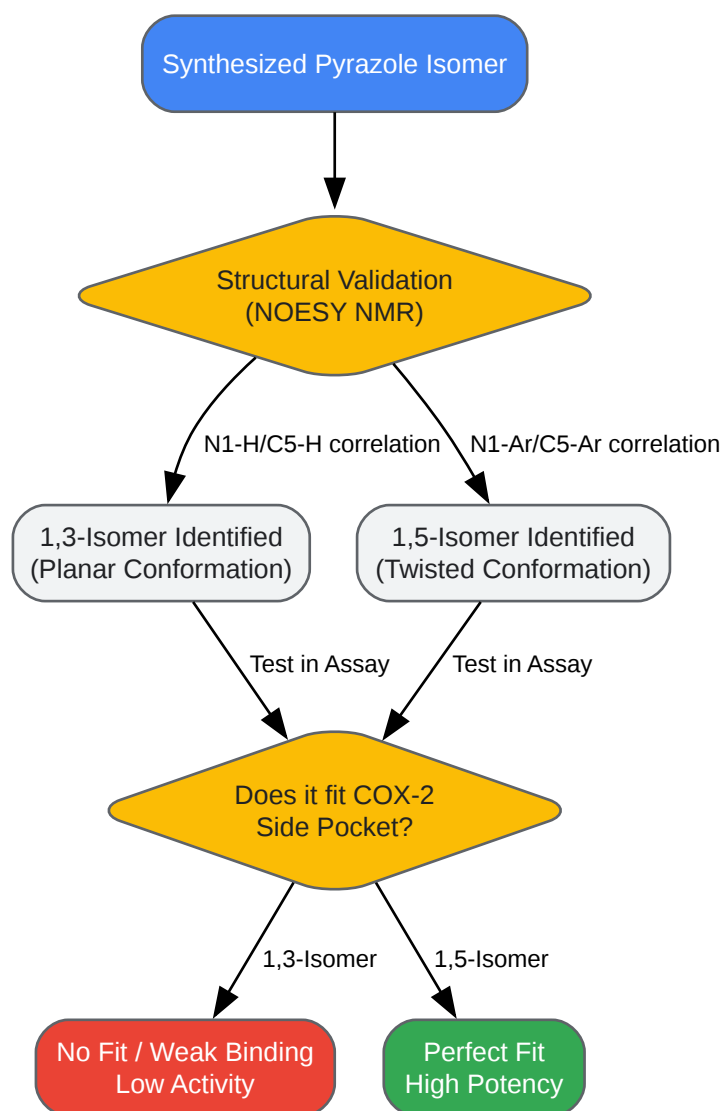 Synthesized Pyrazole Isomer
Structural Validation
(NOESY NMR)
N1-H/C5-H correlation
N1-Ar/C5-Ar correlation
1,3-Isomer Identified
(Planar Conformation)
1,5-Isomer Identified
(Twisted Conformation)
Test in Assay
Test in Assay
Does it fit COX-2
Side Pocket?
1,3-Isomer
1,5-Isomer
No Fit / Weak Binding
Low Activity
Perfect Fit
High Potency